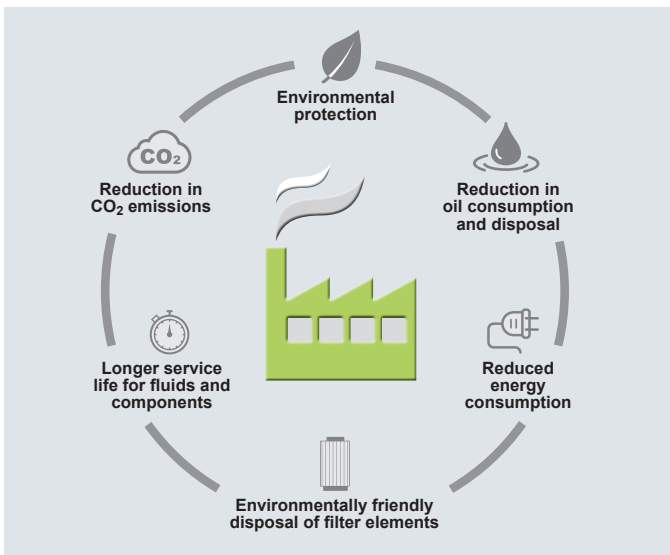 Environmental
protection
CO₂
Reduction in
CO₂ emissions
Reduction in
oil consumption
and disposal
Longer service
life for fluids and
components
Reduced
energy
consumption
Environmentally friendly
disposal of filter elements